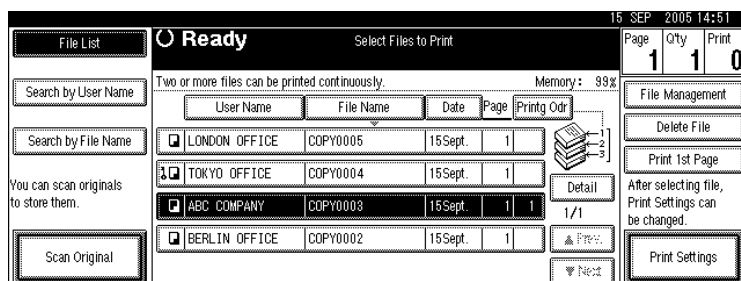 15 SEP 2005 14:51
File List
Ready
Select Files to Print
Page
Q'ty
Print
1
1
0
Two or more files can be printed continuously.
Memory: 99%
Search by User Name
User Name
File Name
Date
Page
Printg Odr
File Management
Search by File Name
LONDON OFFICE COPY0005 15Sept. 1
1
2
3
Delete File
TOKYO OFFICE COPY0004 15Sept. 1
Print 1st Page
You can scan originals
to store them.
ABC COMPANY COPY0003 15Sept. 1 1
Detail
1/1
After selecting file,
Print Settings can
be changed.
BERLIN OFFICE COPY0002 15Sept. 1
▲ Prev.
▼ Next
Scan Original
Print Settings